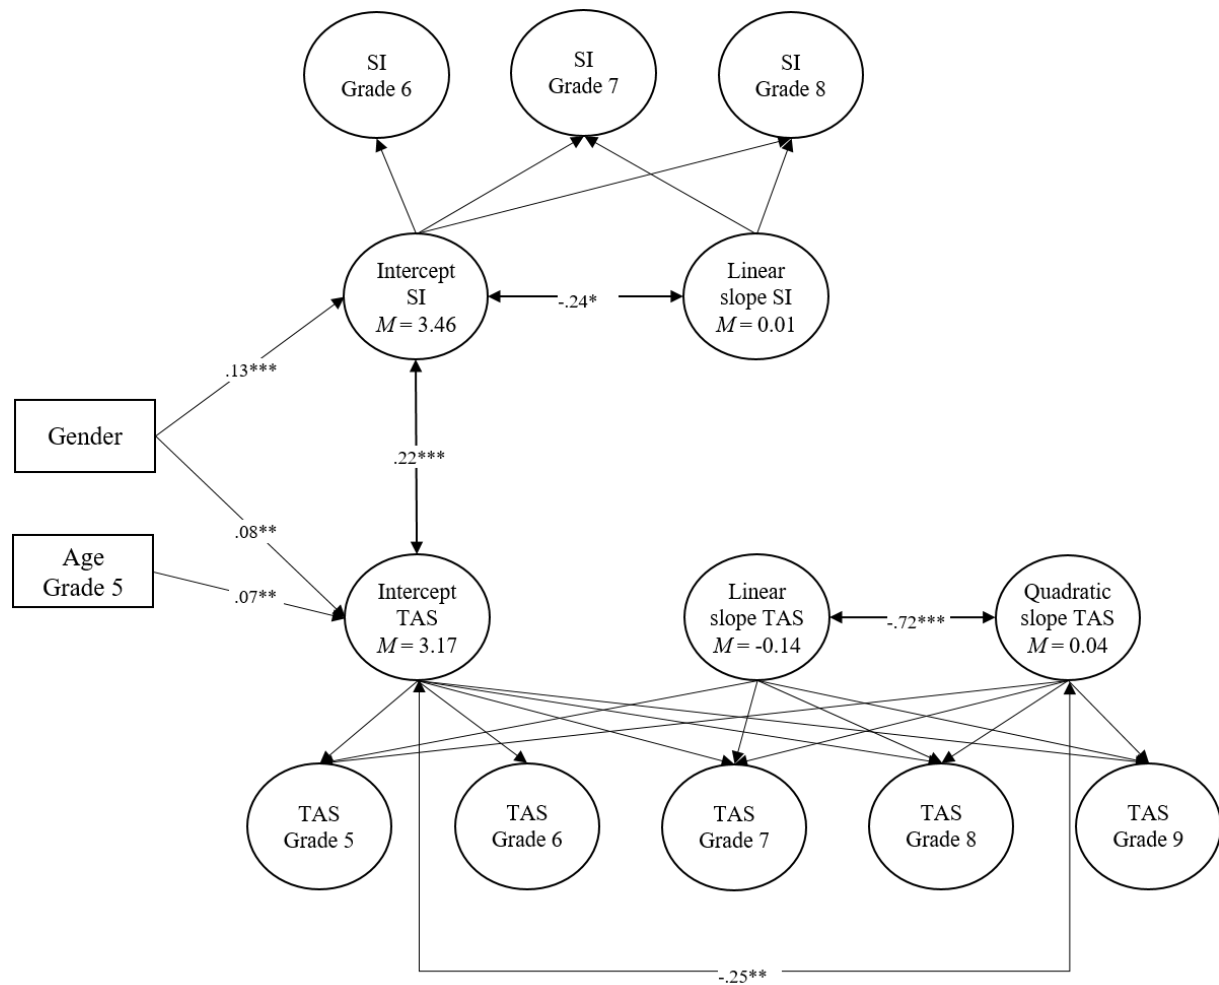 SI
Grade 6
SI
Grade 7
SI
Grade 8
Intercept
SI
M = 3.46
-.24*
Linear
slope SI
M = 0.01
.13***
Gender
.22***
.08**
Age
Grade 5
.07**
Intercept
TAS
M = 3.17
Linear
slope TAS
M = -0.14
-.72***
Quadratic
slope TAS
M = 0.04
TAS
Grade 5
TAS
Grade 6
TAS
Grade 7
TAS
Grade 8
TAS
Grade 9
-.25**